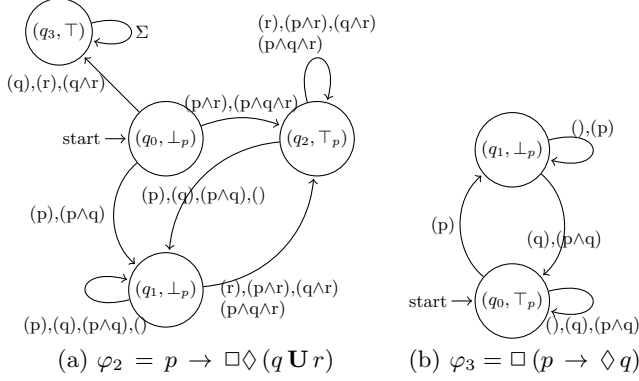 (q₃, ⊤)
Σ
(r),(p∧r),(q∧r)
(p∧q∧r)
(q),(r),(q∧r)
(p∧r),(p∧q∧r)
start
(q₀, ⊥ₚ)
(q₂, ⊤ₚ)
(p),(q),(p∧q),()
(p),(p∧q)
(q₁, ⊥ₚ)
(r),(p∧r),(q∧r)
(p∧q∧r)
(p),(q),(p∧q),()
(a) φ₂ = p → □◊ (q U r)
(),(p)
(q₁, ⊥ₚ)
(p)
(q),(p∧q)
start
(q₀, ⊤ₚ)
(),(q),(p∧q)
(b) φ₃ = □ (p → ◊ q)